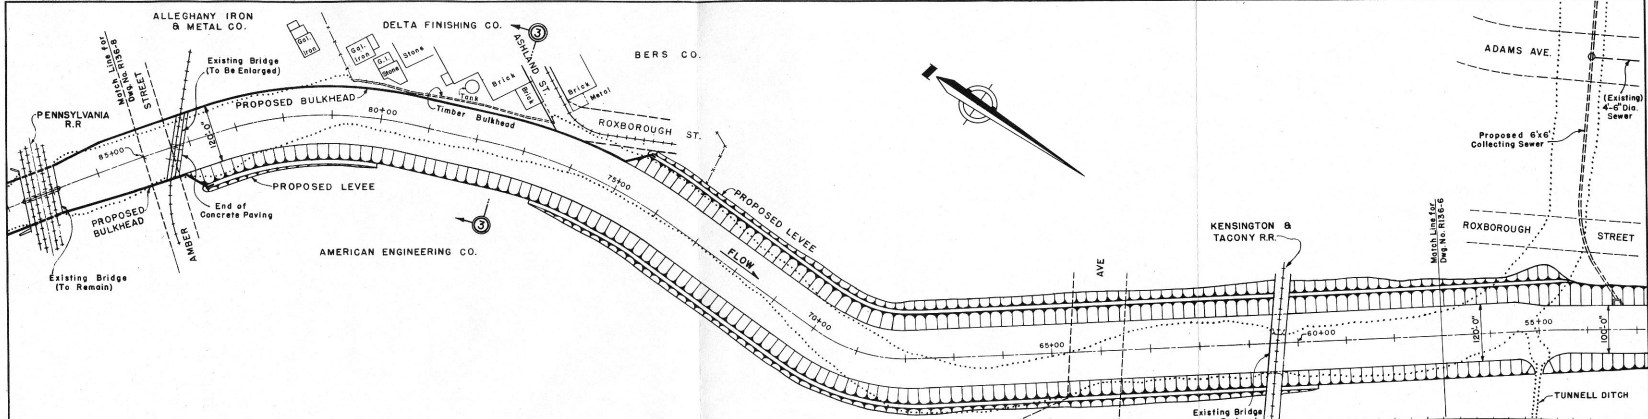 ALLEGHANY IRON
& METAL CO.
DELTA FINISHING CO.
3
ASHLAND ST.
BERS CO.
Match Line for
Dwg. No. R136-8
STREET
Existing Bridge
(To Be Enlarged)
Gal.
Iron
Gal.
Iron
G.I.
Stone
Stone
Tank
Brick
Brick
Brick
Metal
PENNSYLVANIA
R.R
PROPOSED BULKHEAD
Timber Bulkhead
ROXBOROUGH ST.
120'-0"
85+00
80+00
75+00
PROPOSED LEVEE
PROPOSED
BULKHEAD
End of
Concrete Paving
AMBER
3
AMERICAN ENGINEERING CO.
Existing Bridge
(To Remain)
PROPOSED LEVEE
FLOW
70+00
AVE
65+00
KENSINGTON &
TACONY R.R.
60+00
Existing Bridge
Match Line for
Dwg. No. R136-6
ADAMS AVE.
(Existing)
4'-6" Dia.
Sewer
Proposed 6'x6'
Collecting Sewer
ROXBOROUGH STREET
120'-0"
55+00
100'-0"
TUNNELL DITCH